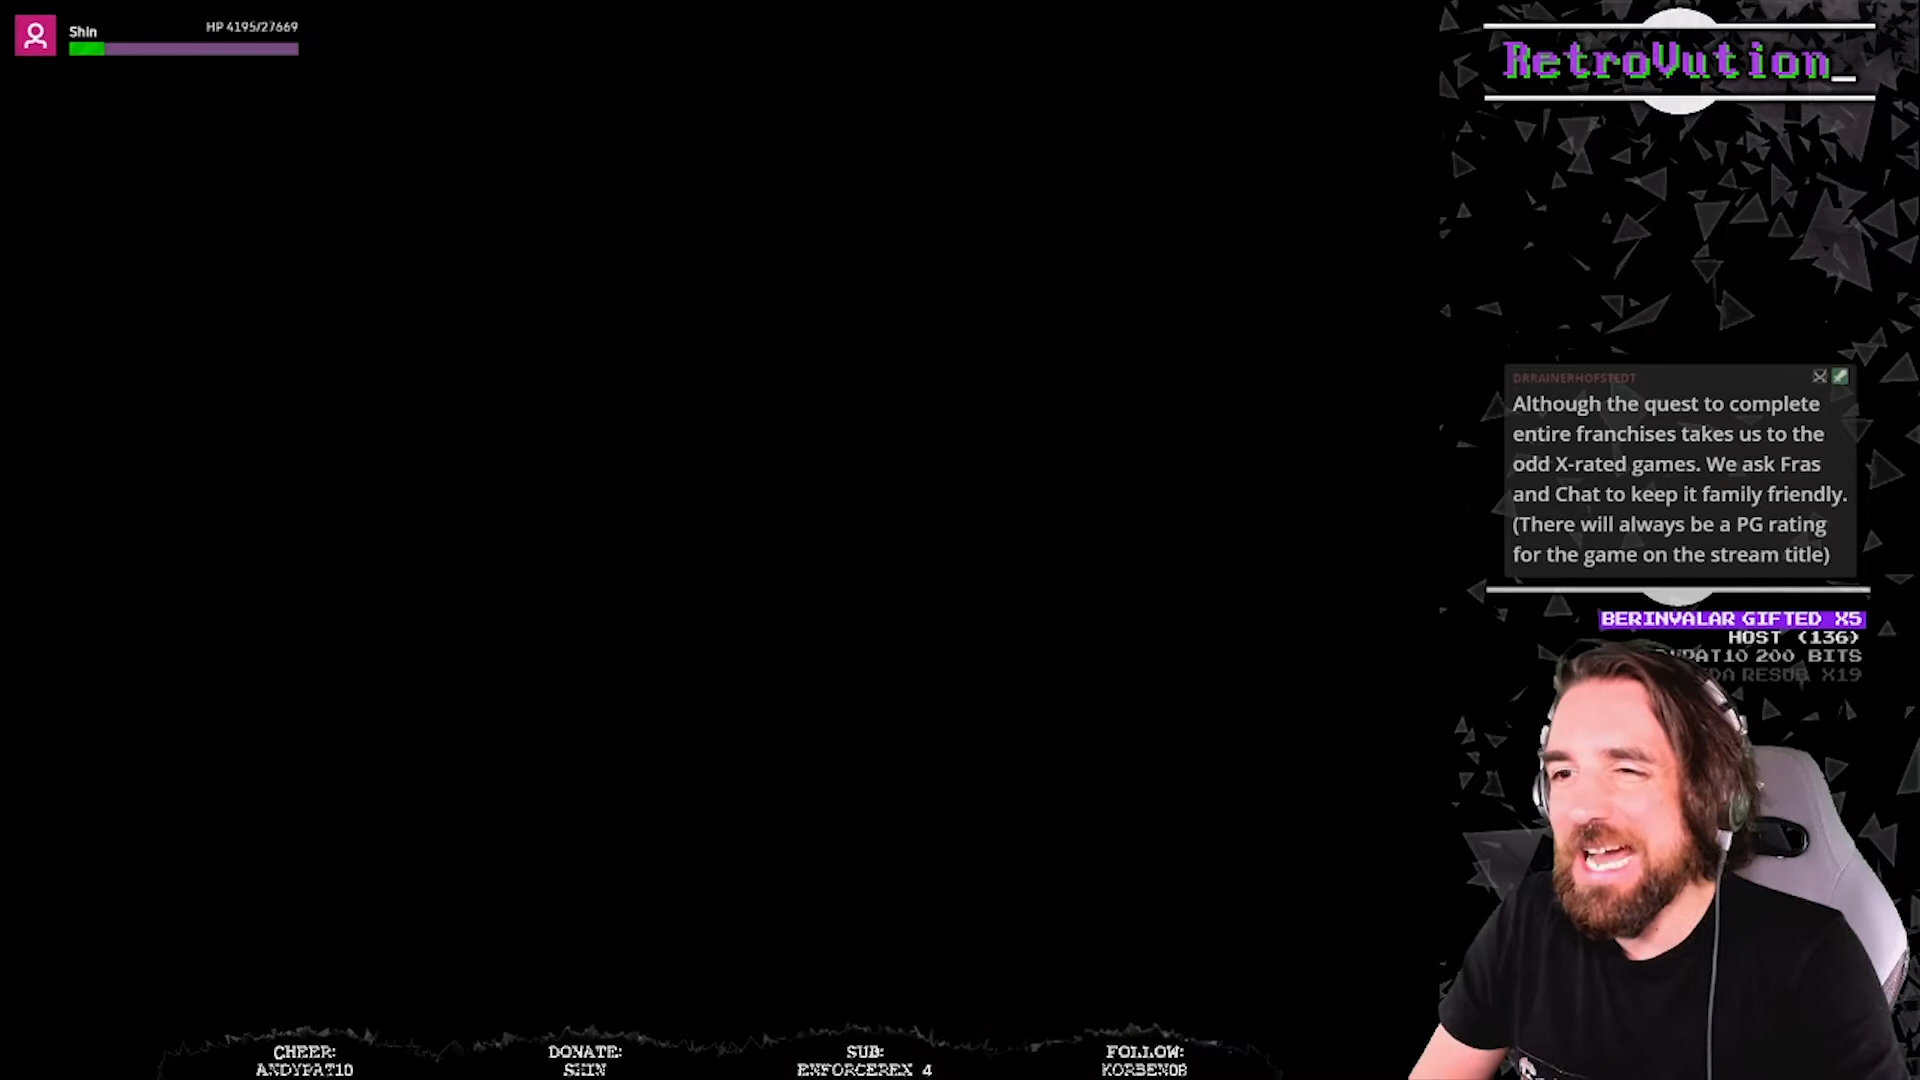 Shin
HP 4195/27669
RetroVution_
DRRAINERHOFSTEDT
Although the quest to complete
entire franchises takes us to the
odd X-rated games. We ask Fras
and Chat to keep it family friendly.
(There will always be a PG rating
for the game on the stream title)
BERINVALAR GIFTED X5
HOST (136)
200 BITS
RESUB X19
CHEER:
ANDYPAT10
DONATE:
SHIN
SUB:
ENFORCEREX 4
FOLLOW:
KORBEN08